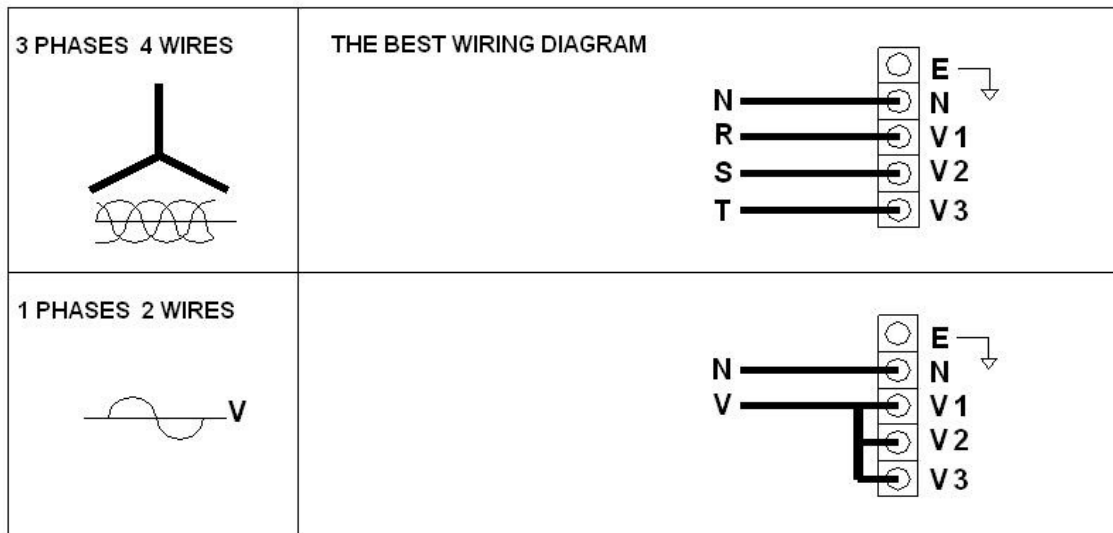 3 PHASES 4 WIRES
THE BEST WIRING DIAGRAM
E
N N
R V1
S V2
T V3
1 PHASES 2 WIRES
V
E
N N
V V1
V2
V3